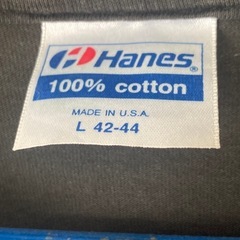 Hanes
100% cotton
MADE IN U.S.A.
L 42-44